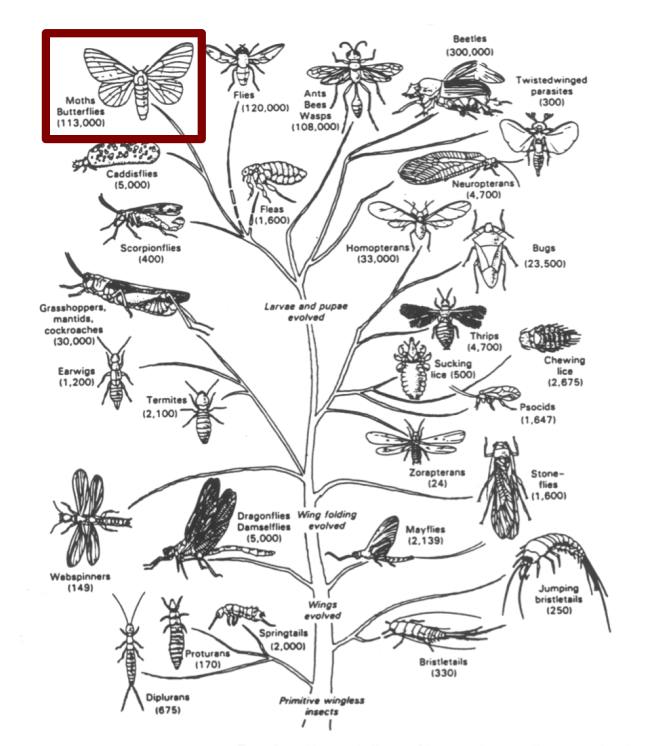 Moths
Butterflies
(113,000)
Flies
(120,000)
Ants
Bees
Wasps
(108,000)
Beetles
(300,000)
Twistedwinged
parasites
(300)
Caddisflies
(5,000)
Fleas
(1,600)
Neuropterans
(4,700)
Scorpionflies
(400)
Homopterans
(33,000)
Bugs
(23,500)
Larvae and pupae
evolved
Grasshoppers,
mantids,
cockroaches
(30,000)
Thrips
(4,700)
Earwigs
(1,200)
Sucking
lice (500)
Chewing
lice
(2,675)
Termites
(2,100)
Psocids
(1,647)
Zorapterans
(24)
Stone-
flies
(1,600)
Dragonflies
Damselflies
(5,000)
Wing folding
evolved
Mayflies
(2,139)
Webspinners
(149)
Jumping
bristletails
(250)
Wings
evolved
Springtails
(2,000)
Proturans
(170)
Bristletails
(330)
Diplurans
(675)
Primitive wingless
insects